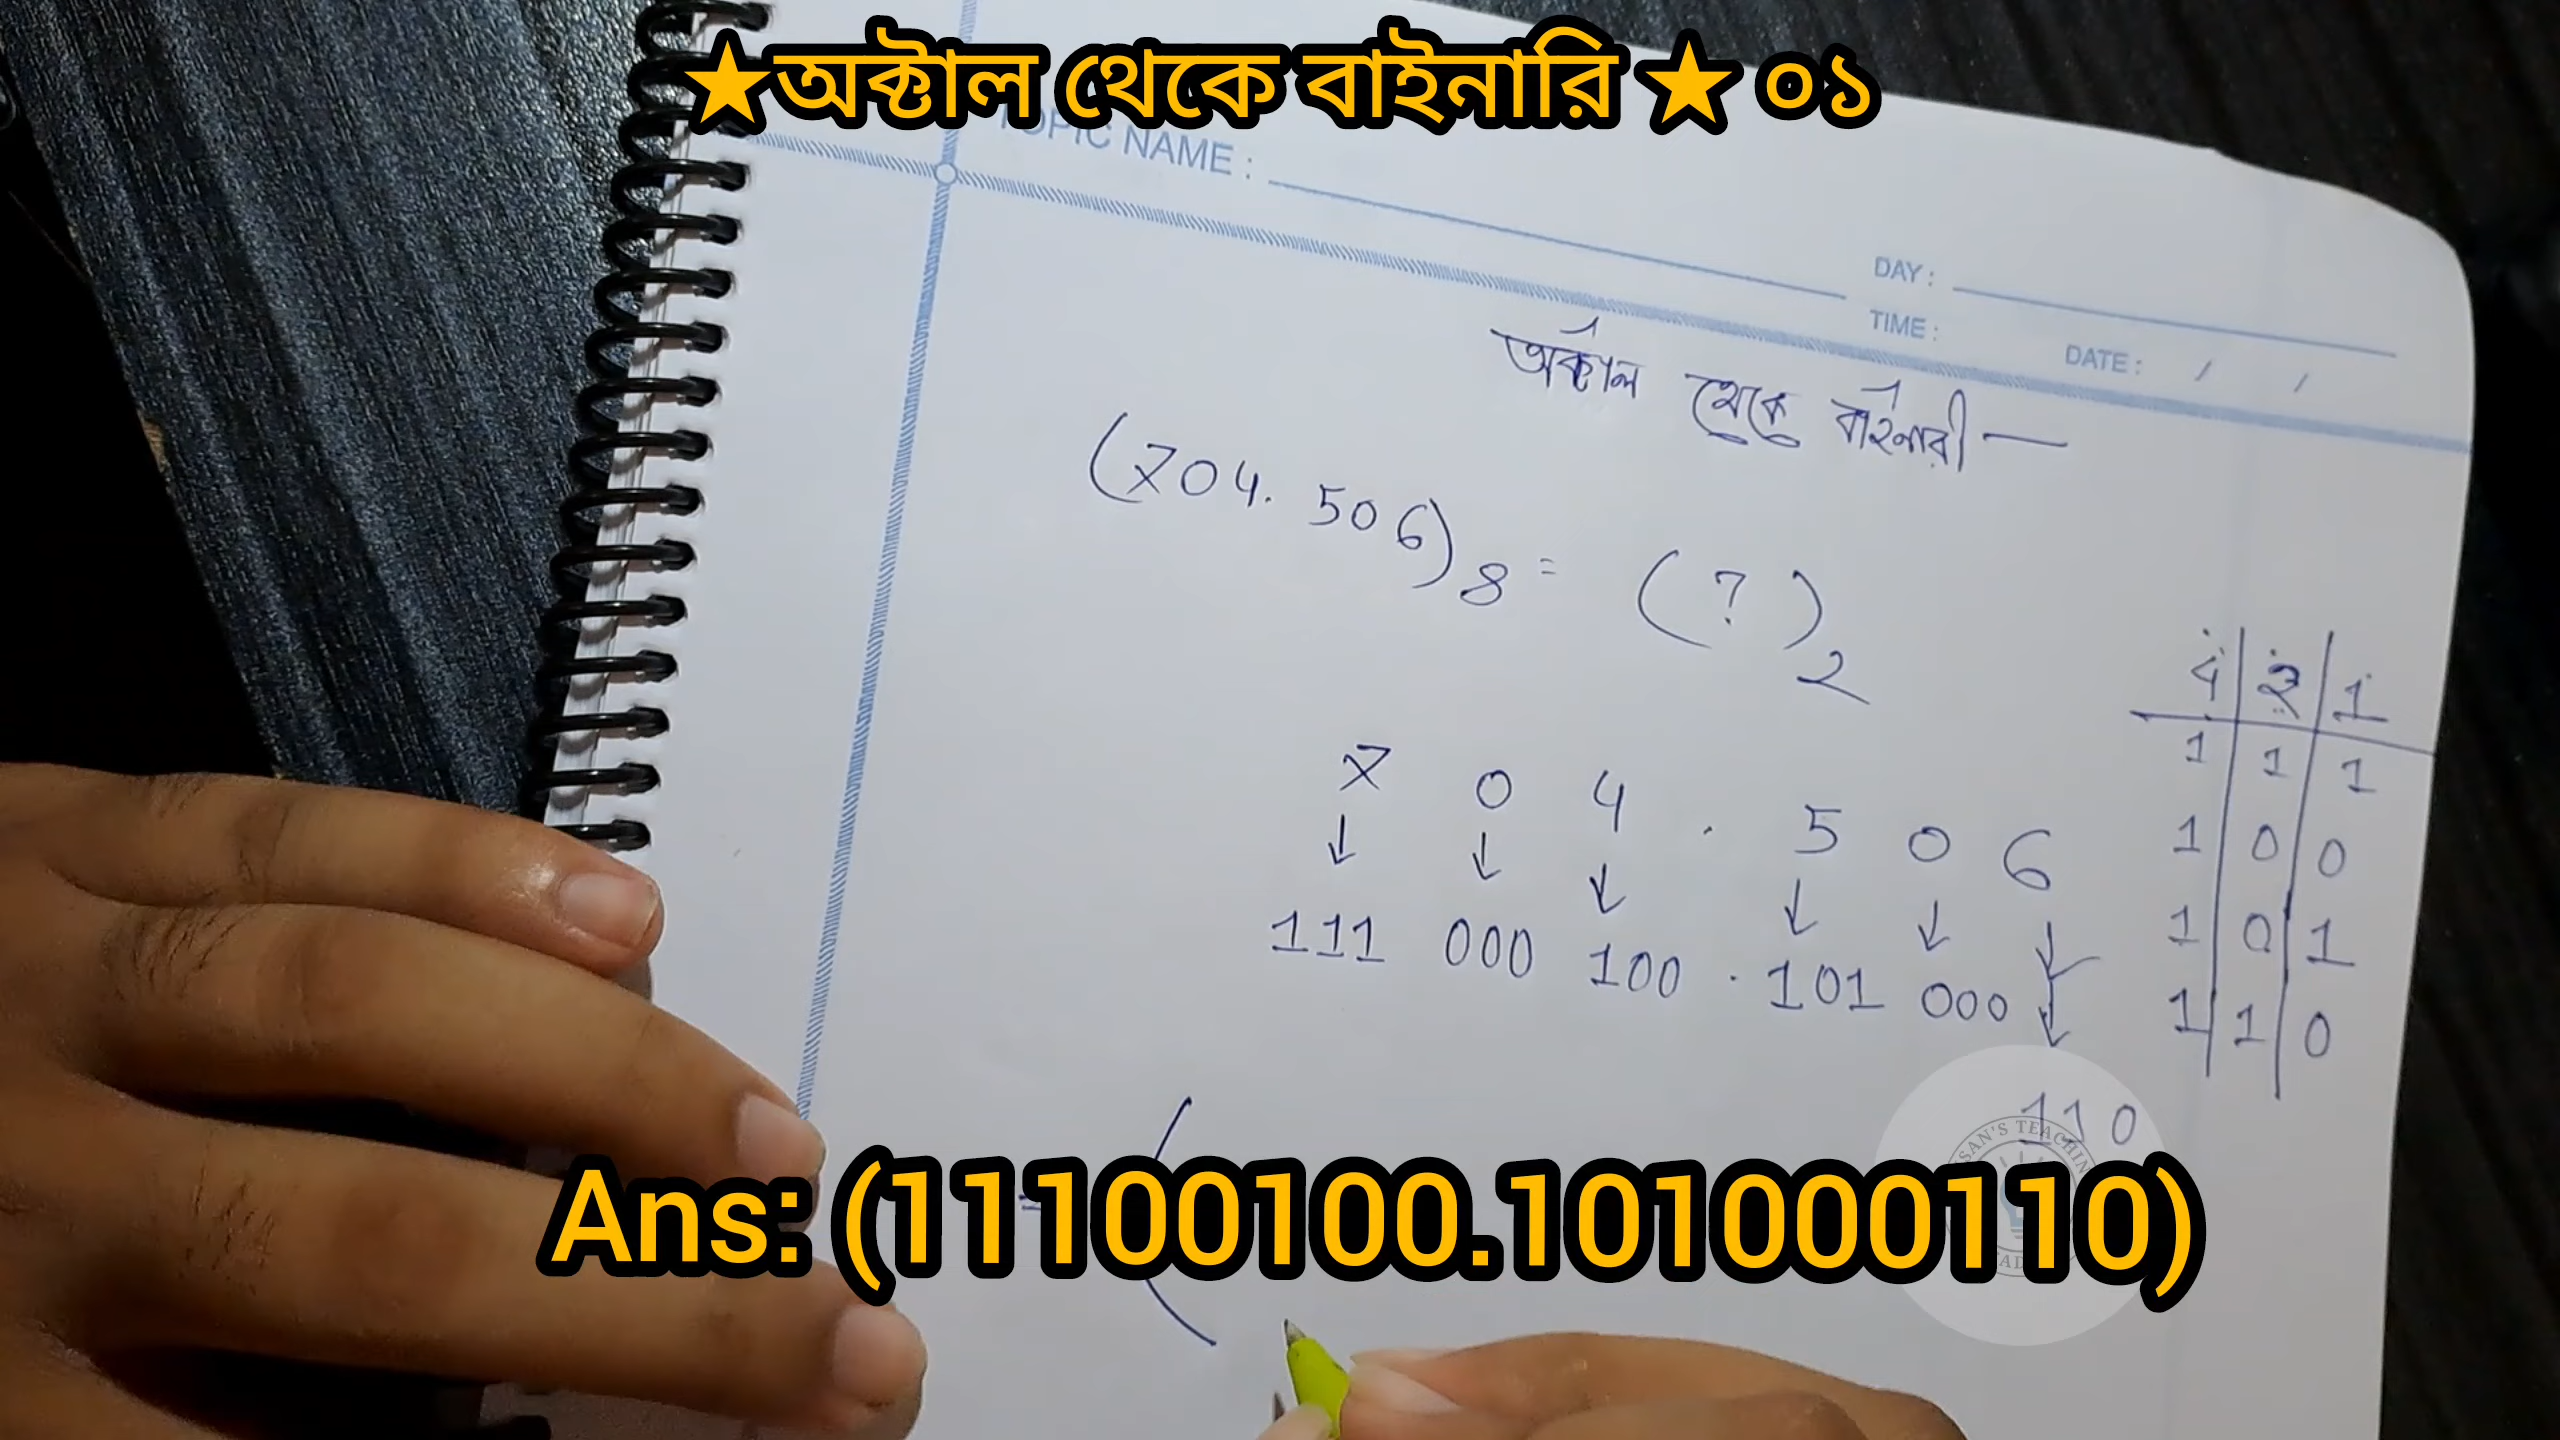 ★অক্টাল থেকে বাইনারি ★ ০১
TOPIC NAME :
DAY :
TIME :
DATE : / /
অক্টাল থেকে বাইনারী —
(704. 506)8 = (?)2
4 2 1
1 1 1
1 0 0
1 0 1
1 1 0
7 0 4 . 5 0 6
↓ ↓ ↓ ↓ ↓ ↓
111 000 100 . 101 000
110
= (
Ans: (11100100.101000110)